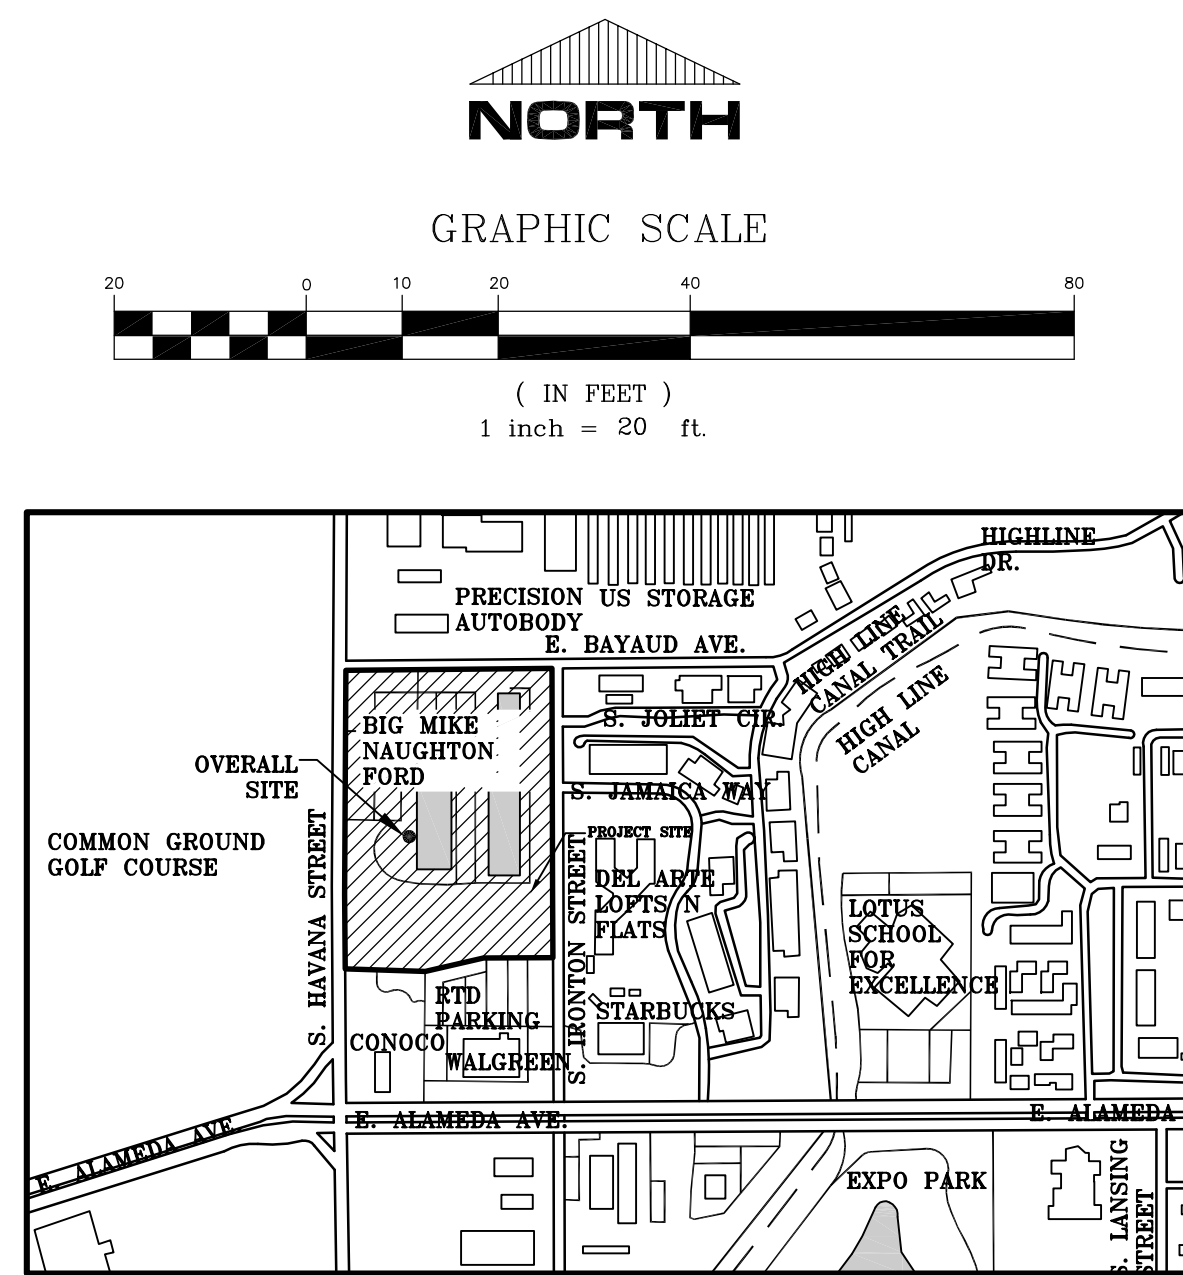 NORTH
GRAPHIC SCALE
20 0 10 20 40 80
( IN FEET )
1 inch = 20 ft.
HIGHLINE
DR.
PRECISION
AUTOBODY
US STORAGE
E. BAYAUD AVE.
HIGH LINE
CANAL TRAIL
HIGH LINE
CANAL
BIG MIKE
NAUGHTON
FORD
S. JOLIET CIR.
OVERALL
SITE
S. JAMAICA WAY
COMMON GROUND
GOLF COURSE
S. HAVANA STREET
PROJECT SITE
S. IRONTON STREET
DEL ARTE
LOFTS N
FLATS
LOTUS
SCHOOL
FOR
EXCELLENCE
RTD
PARKING
STARBUCKS
CONOCO
WALGREEN
E. ALAMEDA AVE.
E. ALAMEDA AVE.
E. ALAMEDA
EXPO PARK
S. LANSING
STREET